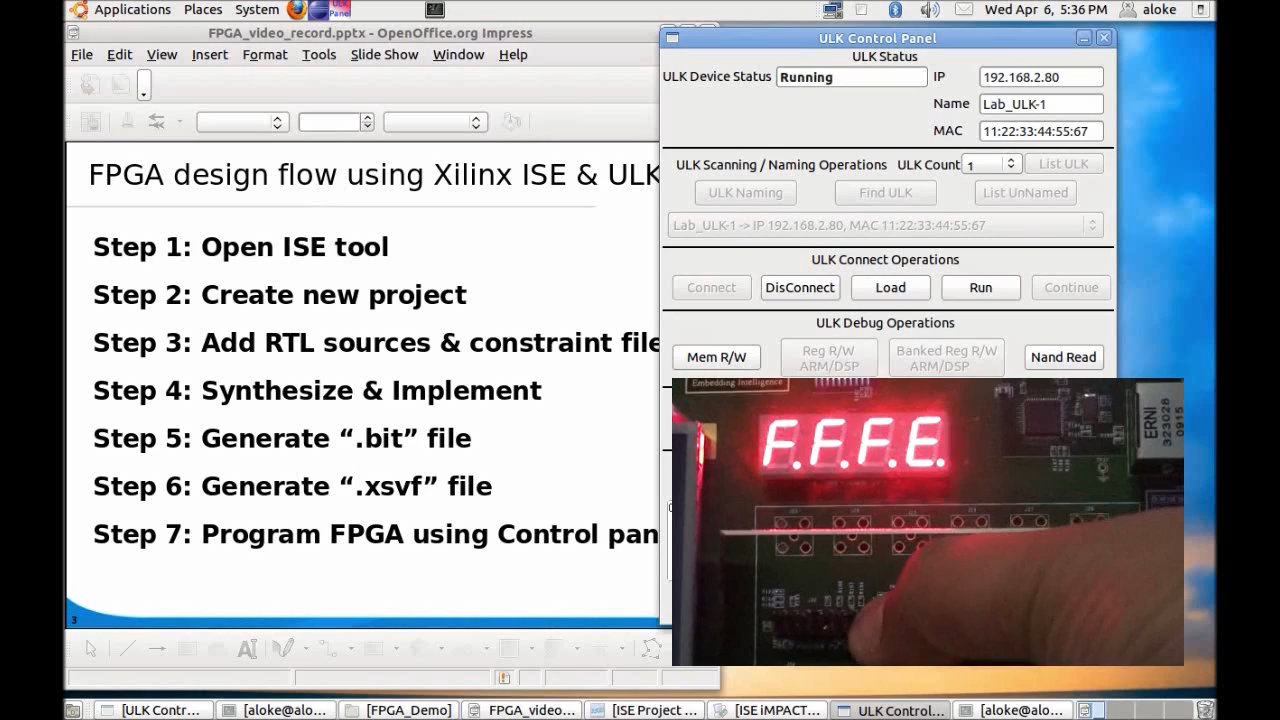 Applications Places System ULK Panel Wed Apr 6, 5:36 PM aloke
FPGA_video_record.pptx - OpenOffice.org Impress
File Edit View Insert Format Tools Slide Show Window Help
FPGA design flow using Xilinx ISE & ULK
Step 1: Open ISE tool
Step 2: Create new project
Step 3: Add RTL sources & constraint file
Step 4: Synthesize & Implement
Step 5: Generate “.bit” file
Step 6: Generate “.xsvf” file
Step 7: Program FPGA using Control pan
3
ULK Control Panel
ULK Status
ULK Device Status Running IP 192.168.2.80
Name Lab_ULK-1
MAC 11:22:33:44:55:67
ULK Scanning / Naming Operations ULK Count 1 List ULK
ULK Naming Find ULK List UnNamed
Lab_ULK-1 -> IP 192.168.2.80, MAC 11:22:33:44:55:67
ULK Connect Operations
Connect DisConnect Load Run Continue
ULK Debug Operations
Mem R/W Reg R/W ARM/DSP Banked Reg R/W ARM/DSP Nand Read
Embedding Intelligence
F.F.F.E.
ERNI
323028
0915
[ULK Contr... [aloke@alo... [FPGA_Demo] FPGA_video... [ISE Project ... [ISE iMPACT... ULK Control... [aloke@alo...